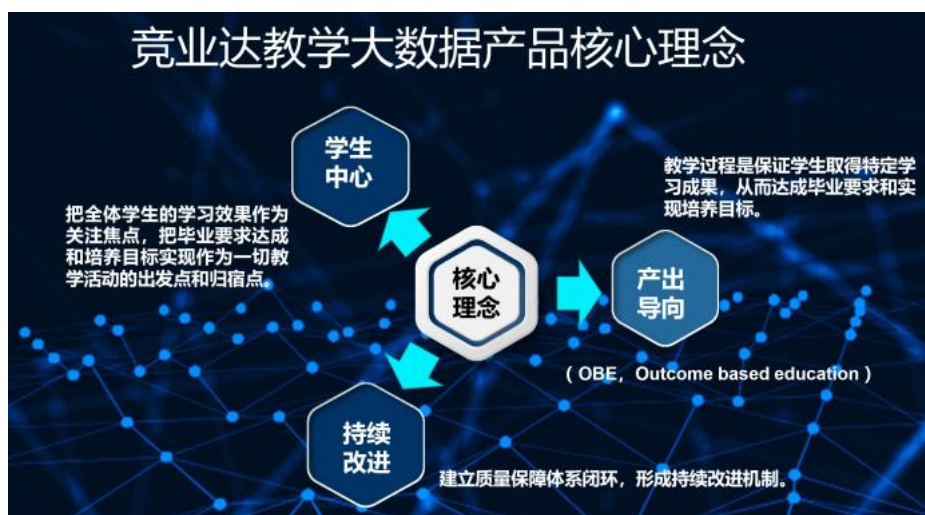 竞业达教学大数据产品核心理念
学生
中心
教学过程是保证学生取得特定学
习成果，从而达成毕业要求和实
现培养目标。
把全体学生的学习效果作为
关注焦点，把毕业要求达成
和培养目标实现作为一切教
学活动的出发点和归宿点。
核心
理念
产出
导向
（OBE，Outcome based education）
持续
改进
建立质量保障体系闭环，形成持续改进机制。